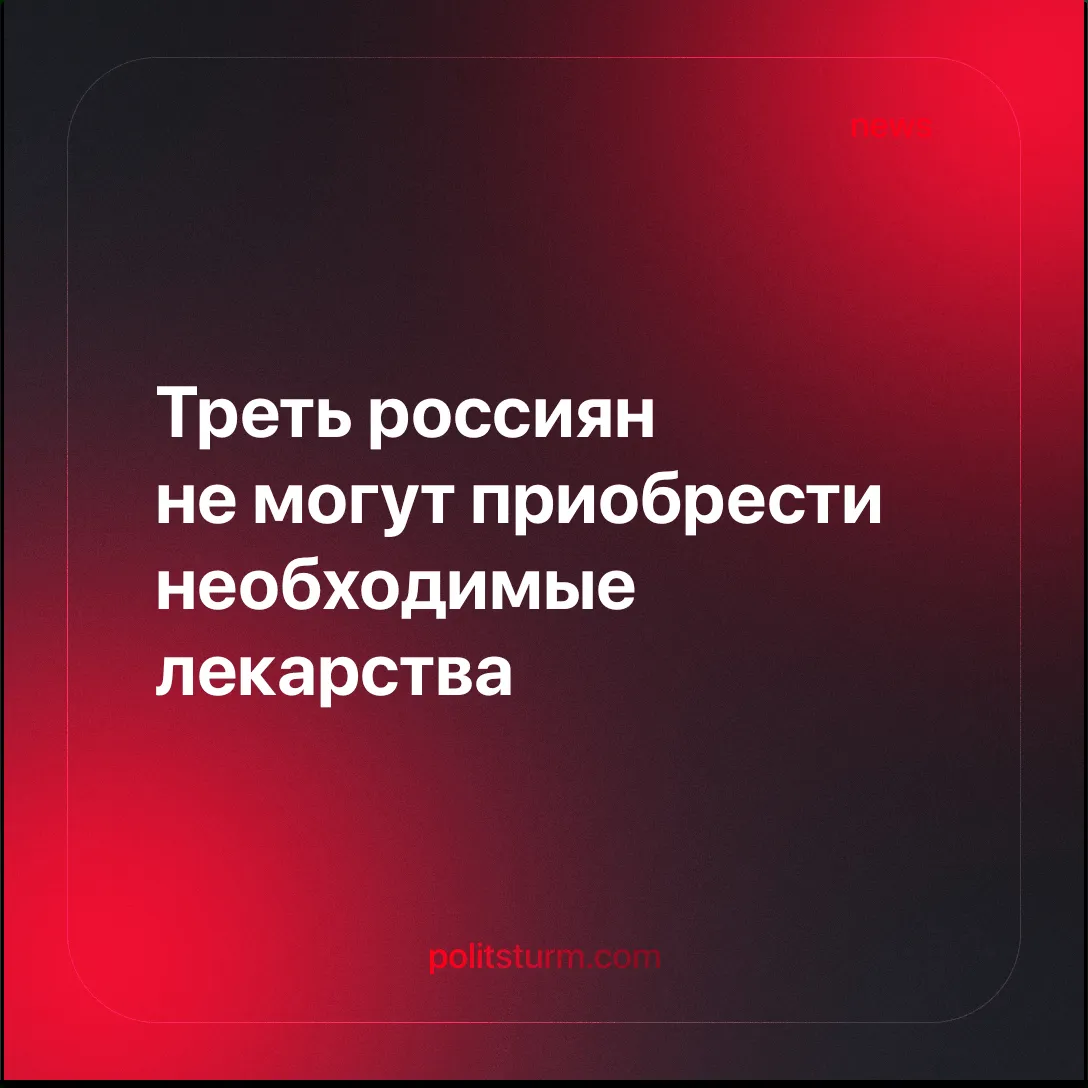 news
Треть россиян
не могут приобрести
необходимые
лекарства
politsturm.com